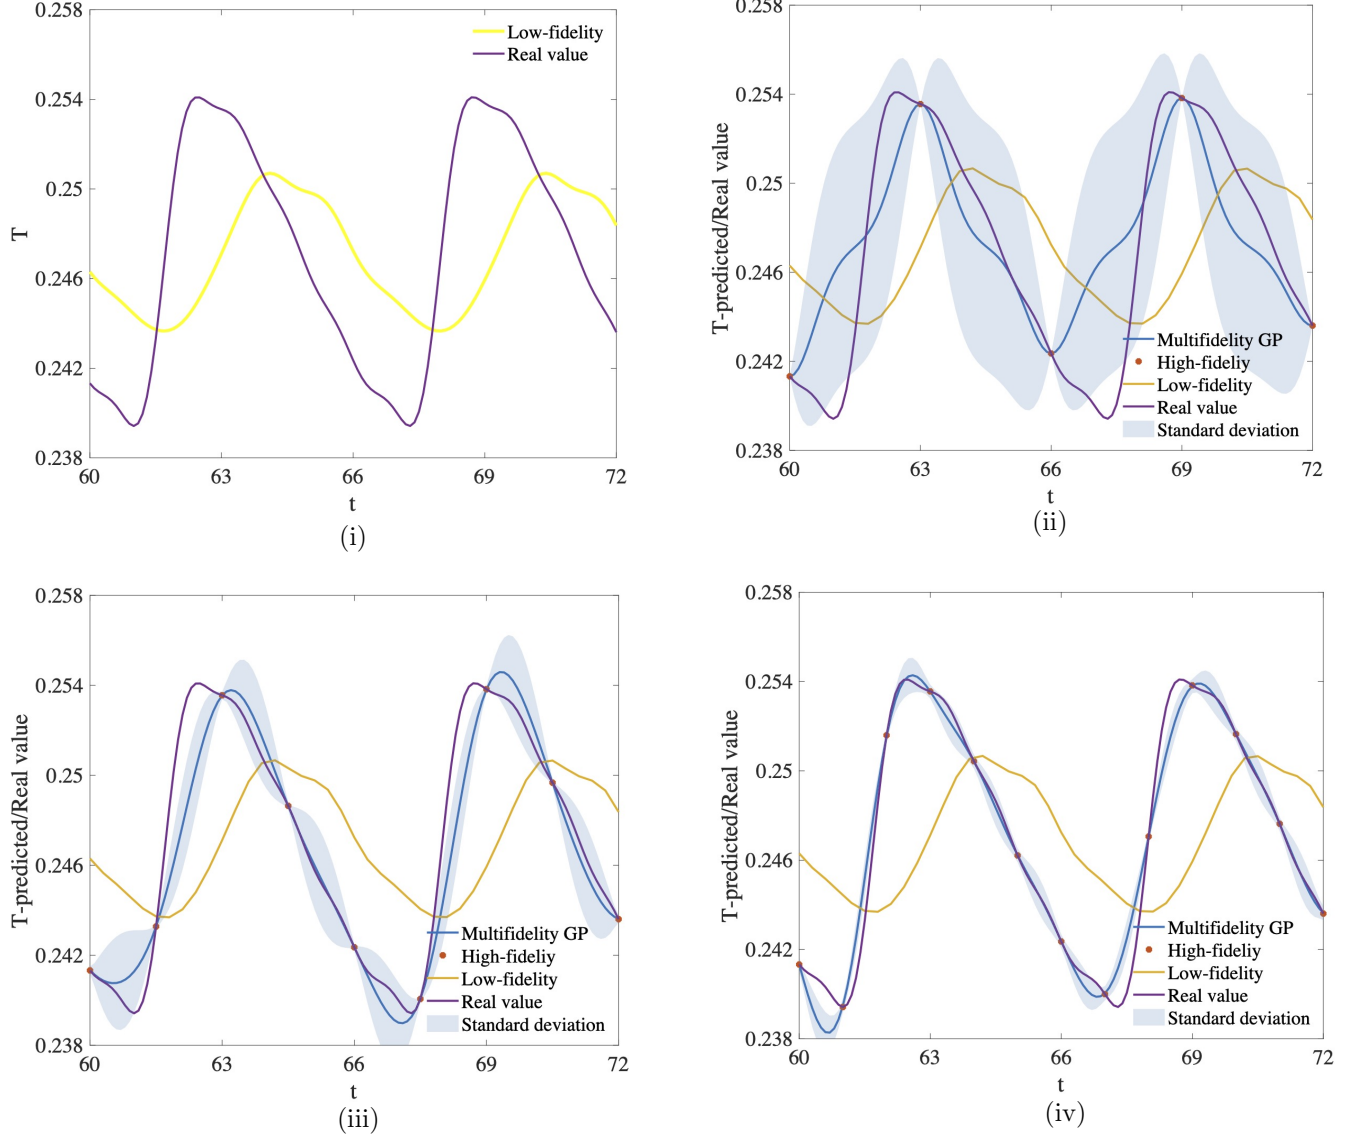 0.258
Low-fidelity
Real value
0.254
0.25
T
0.246
0.242
0.238
60 63 66 69 72
t
(i)
0.258
0.254
T-predicted/Real value
0.25
0.246
Multifidelity GP
0.242
High-fideliy
Low-fidelity
Real value
Standard deviation
0.238
60 63 66 69 72
t
(ii)
0.258
0.254
T-predicted/Real value
0.25
0.246
Multifidelity GP
0.242
High-fideliy
Low-fidelity
Real value
Standard deviation
0.238
60 63 66 69 72
t
(iii)
0.258
0.254
T-predicted/Real value
0.25
0.246
Multifidelity GP
0.242
High-fideliy
Low-fidelity
Real value
Standard deviation
0.238
60 63 66 69 72
t
(iv)